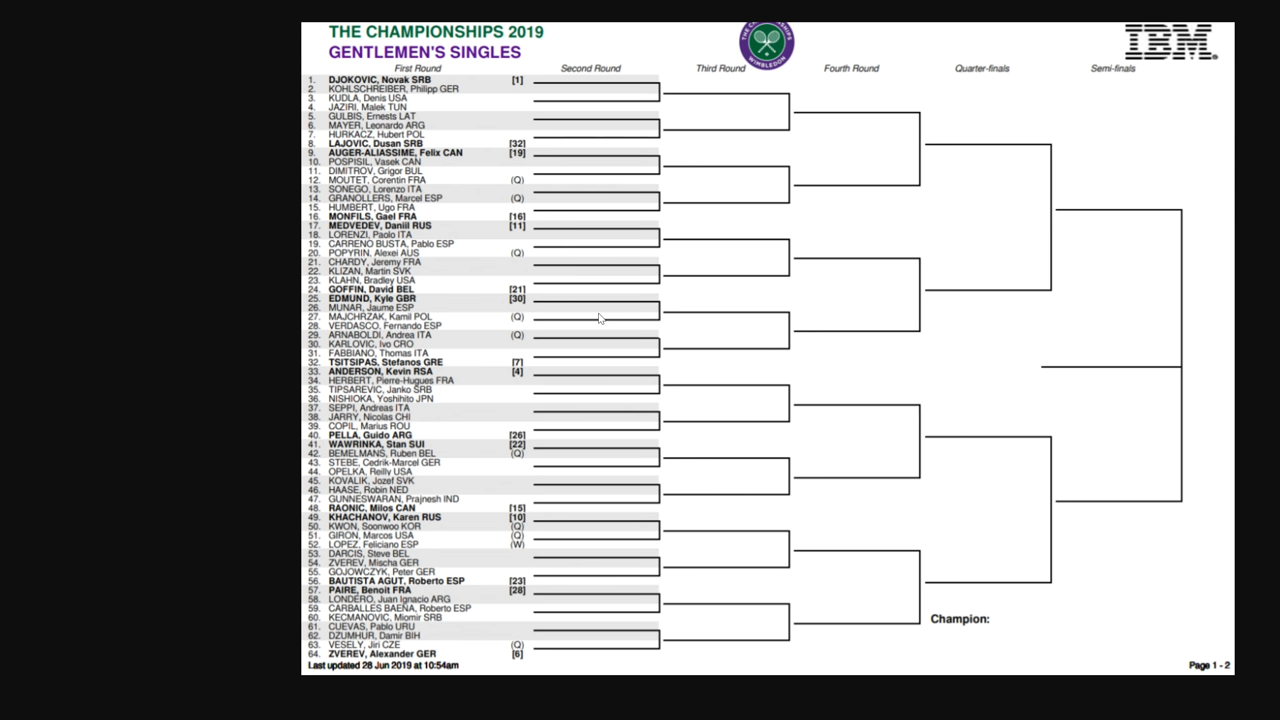 THE CHAMPIONSHIPS 2019
GENTLEMEN'S SINGLES
THE CHAMPIONSHIPS WIMBLEDON
IBM
First Round Second Round Third Round Fourth Round Quarter-finals Semi-finals
1. DJOKOVIC, Novak SRB [1]
2. KOHLSCHREIBER, Philipp GER
3. KUDLA, Denis USA
4. JAZIRI, Malek TUN
5. GULBIS, Ernests LAT
6. MAYER, Leonardo ARG
7. HURKACZ, Hubert POL
8. LAJOVIC, Dusan SRB [32]
9. AUGER-ALIASSIME, Felix CAN [19]
10. POSPISIL, Vasek CAN
11. DIMITROV, Grigor BUL
12. MOUTET, Corentin FRA (Q)
13. SONEGO, Lorenzo ITA
14. GRANOLLERS, Marcel ESP (Q)
15. HUMBERT, Ugo FRA
16. MONFILS, Gael FRA [16]
17. MEDVEDEV, Daniil RUS [11]
18. LORENZI, Paolo ITA
19. CARRENO BUSTA, Pablo ESP
20. POPYRIN, Alexei AUS (Q)
21. CHARDY, Jeremy FRA
22. KLIZAN, Martin SVK
23. KLAHN, Bradley USA
24. GOFFIN, David BEL [21]
25. EDMUND, Kyle GBR [30]
26. MUNAR, Jaume ESP
27. MAJCHRZAK, Kamil POL (Q)
28. VERDASCO, Fernando ESP
29. ARNABOLDI, Andrea ITA (Q)
30. KARLOVIC, Ivo CRO
31. FABBIANO, Thomas ITA
32. TSITSIPAS, Stefanos GRE [7]
33. ANDERSON, Kevin RSA [4]
34. HERBERT, Pierre-Hugues FRA
35. TIPSAREVIC, Janko SRB
36. NISHIOKA, Yoshihito JPN
37. SEPPI, Andreas ITA
38. JARRY, Nicolas CHI
39. COPIL, Marius ROU
40. PELLA, Guido ARG [26]
41. WAWRINKA, Stan SUI [22]
42. BEMELMANS, Ruben BEL (Q)
43. STEBE, Cedrik-Marcel GER
44. OPELKA, Reilly USA
45. KOVALIK, Jozef SVK
46. HAASE, Robin NED
47. GUNNESWARAN, Prajnesh IND
48. RAONIC, Milos CAN [15]
49. KHACHANOV, Karen RUS [10]
50. KWON, Soonwoo KOR (Q)
51. GIRON, Marcos USA (Q)
52. LOPEZ, Feliciano ESP (W)
53. DARCIS, Steve BEL
54. ZVEREV, Mischa GER
55. GOJOWCZYK, Peter GER
56. BAUTISTA AGUT, Roberto ESP [23]
57. PAIRE, Benoit FRA [28]
58. LONDERO, Juan Ignacio ARG
59. CARBALLES BAENA, Roberto ESP
60. KECMANOVIC, Miomir SRB
61. CUEVAS, Pablo URU
62. DZUMHUR, Damir BIH
63. VESELY, Jiri CZE (Q)
64. ZVEREV, Alexander GER [6]
Champion:
Last updated 28 Jun 2019 at 10:54am
Page 1 - 2